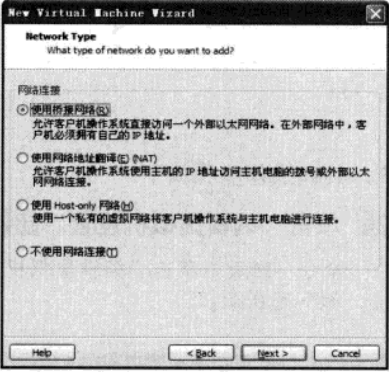 New Virtual Machine Wizard
Network Type
What type of network do you want to add?
网络连接
使用桥接网络(R)
允许客户机操作系统直接访问一个外部以太网网络。在外部网络中，客
户机必须拥有自己的 IP 地址。
使用网络地址翻译(E) (NAT)
允许客户机操作系统使用主机的 IP 地址访问主机电脑的拨号或外部以太
网网络连接。
使用 Host-only 网络(H)
使用一个私有的虚拟网络将客户机操作系统与主机电脑进行连接。
不使用网络连接(T)
Help
< Back
Next >
Cancel